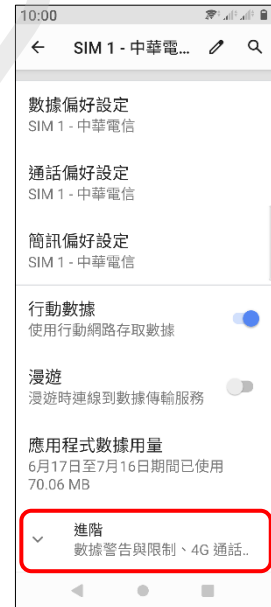 10:00
SIM 1 - 中華電...
數據偏好設定
SIM 1 - 中華電信
通話偏好設定
SIM 1 - 中華電信
簡訊偏好設定
SIM 1 - 中華電信
行動數據
使用行動網路存取數據
漫遊
漫遊時連線到數據傳輸服務
應用程式數據用量
6月17日至7月16日期間已使用
70.06 MB
進階
數據警告與限制、4G 通話..